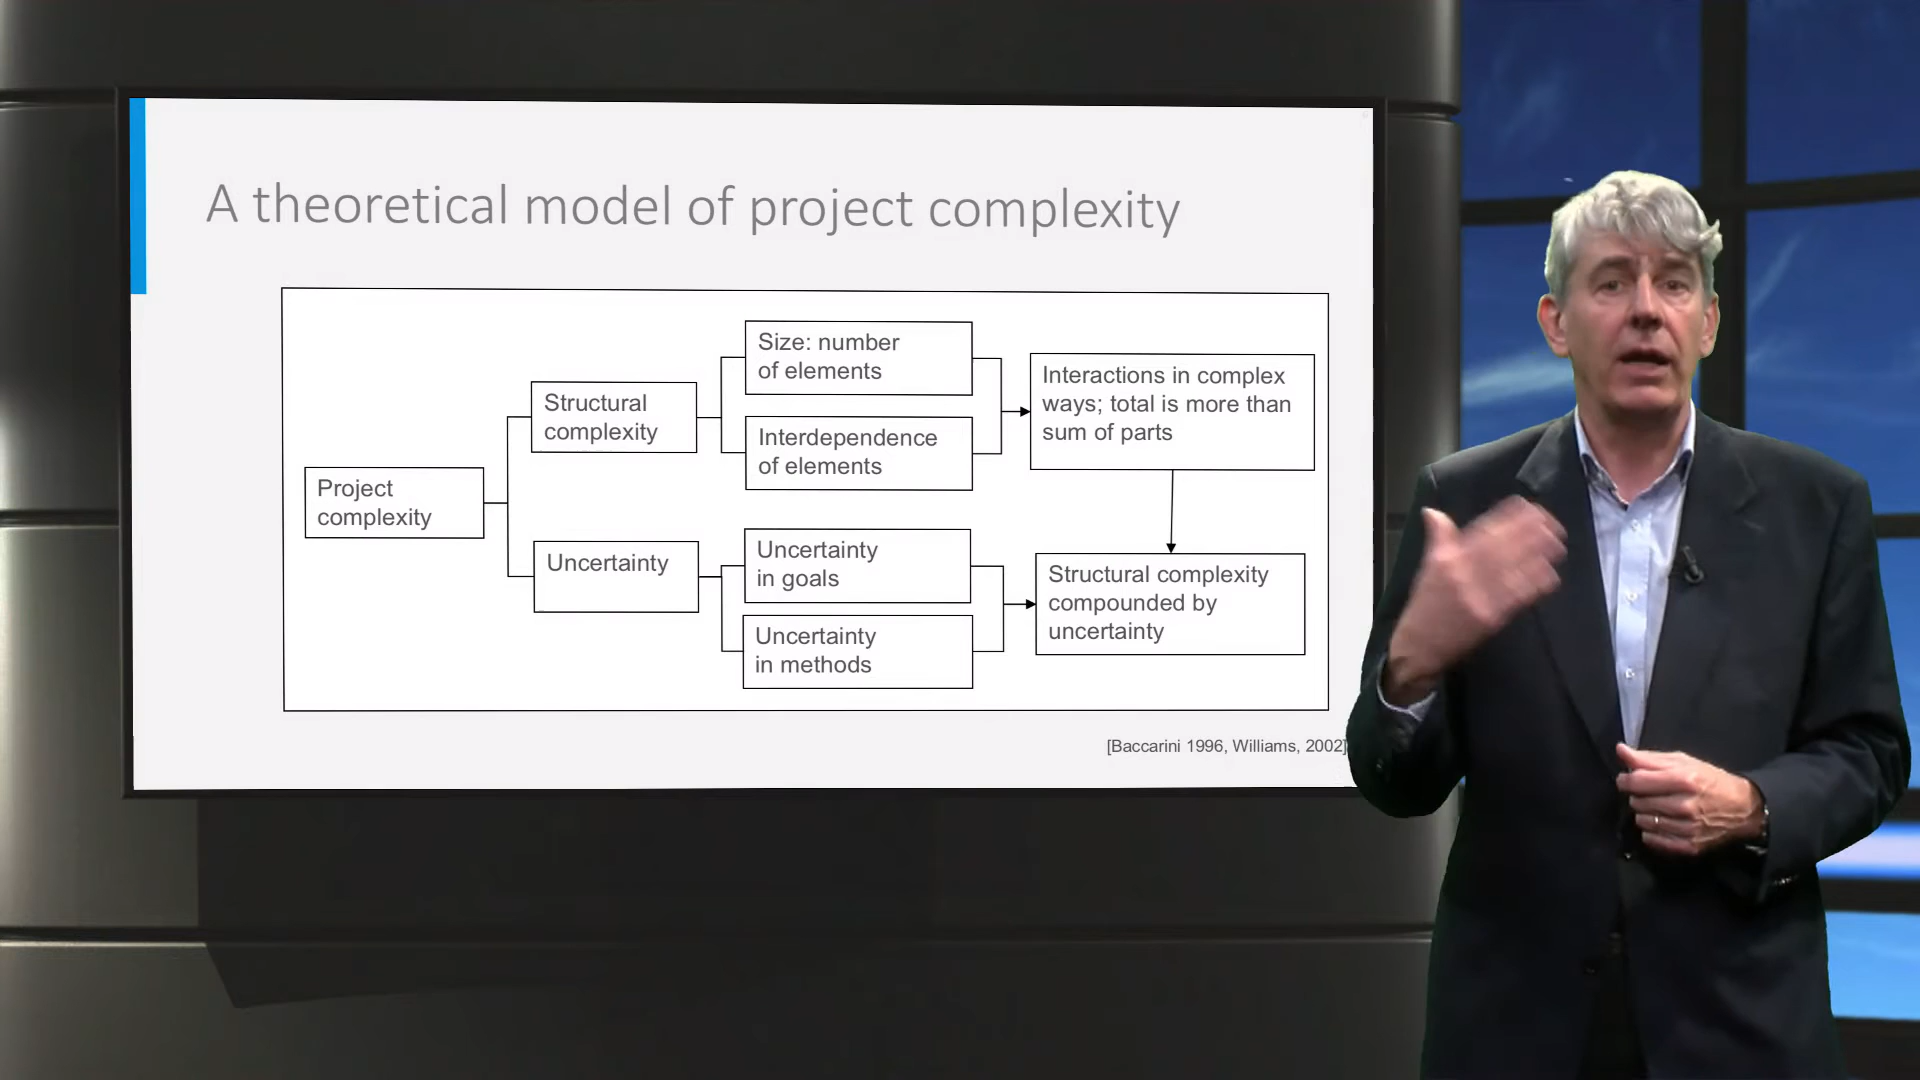 A theoretical model of project complexity
Project
complexity
Structural
complexity
Uncertainty
Size: number
of elements
Interdependence
of elements
Uncertainty
in goals
Uncertainty
in methods
Interactions in complex
ways; total is more than
sum of parts
Structural complexity
compounded by
uncertainty
[Baccarini 1996, Williams, 2002]